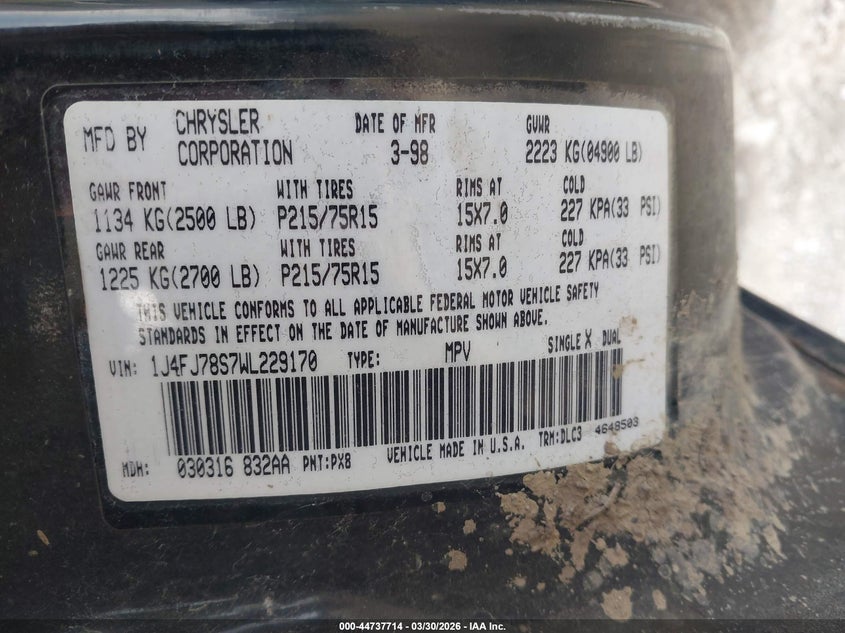 MFD BY CHRYSLER CORPORATION DATE OF MFR 3-98 GVWR 2223 KG(04900 LB)
GAWR FRONT WITH TIRES RIMS AT COLD
1134 KG(2500 LB) P215/75R15 15X7.0 227 KPA(33 PSI)
GAWR REAR WITH TIRES RIMS AT COLD
1225 KG(2700 LB) P215/75R15 15X7.0 227 KPA(33 PSI)
THIS VEHICLE CONFORMS TO ALL APPLICABLE FEDERAL MOTOR VEHICLE SAFETY
STANDARDS IN EFFECT ON THE DATE OF MANUFACTURE SHOWN ABOVE.
VIN: 1J4FJ78S7WL229170 TYPE: MPV SINGLE X DUAL
MDH: 030316 832AA PNT:PX8 VEHICLE MADE IN U.S.A. TRM:DLC3 4648503
000-44737714 — 03/30/2026 - IAA Inc.